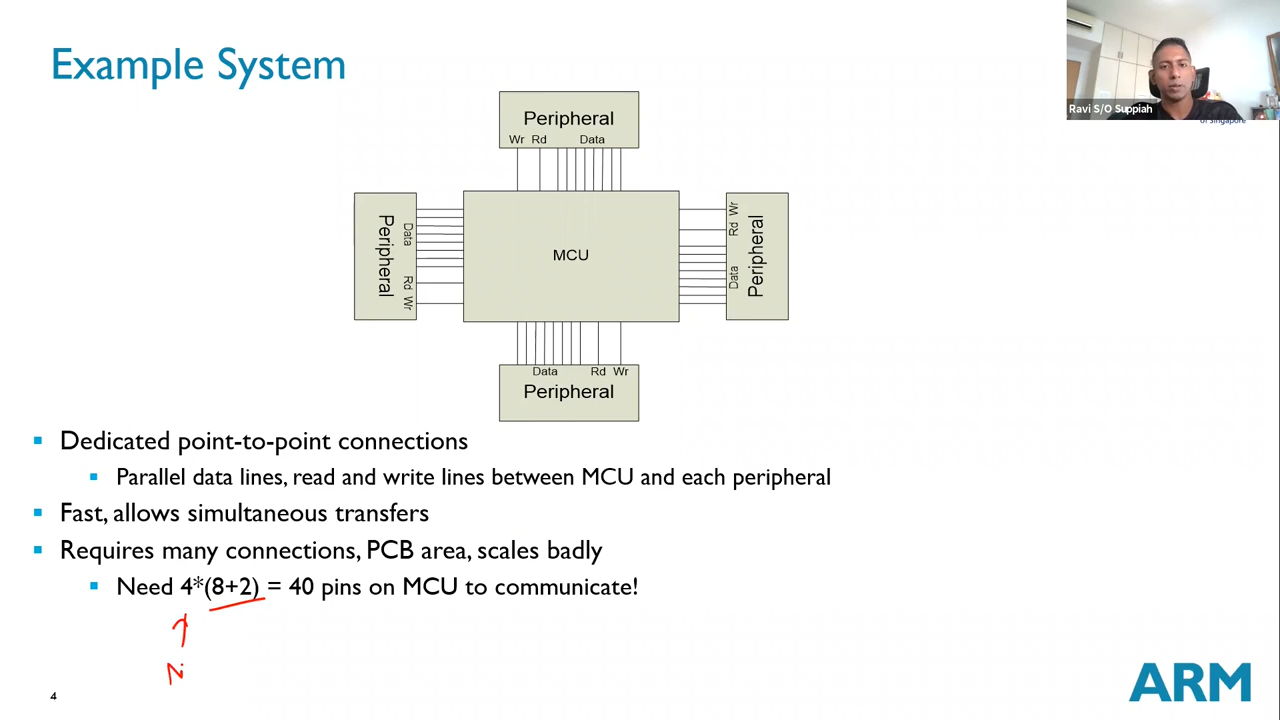 Example System
Ravi S/O Suppiah
of Singapore
Peripheral
Wr Rd Data
Peripheral
Data
Rd Wr
MCU
Rd Wr
Data
Peripheral
Data Rd Wr
Peripheral
Dedicated point-to-point connections
Parallel data lines, read and write lines between MCU and each peripheral
Fast, allows simultaneous transfers
Requires many connections, PCB area, scales badly
Need 4*(8+2) = 40 pins on MCU to communicate!
4
ARM